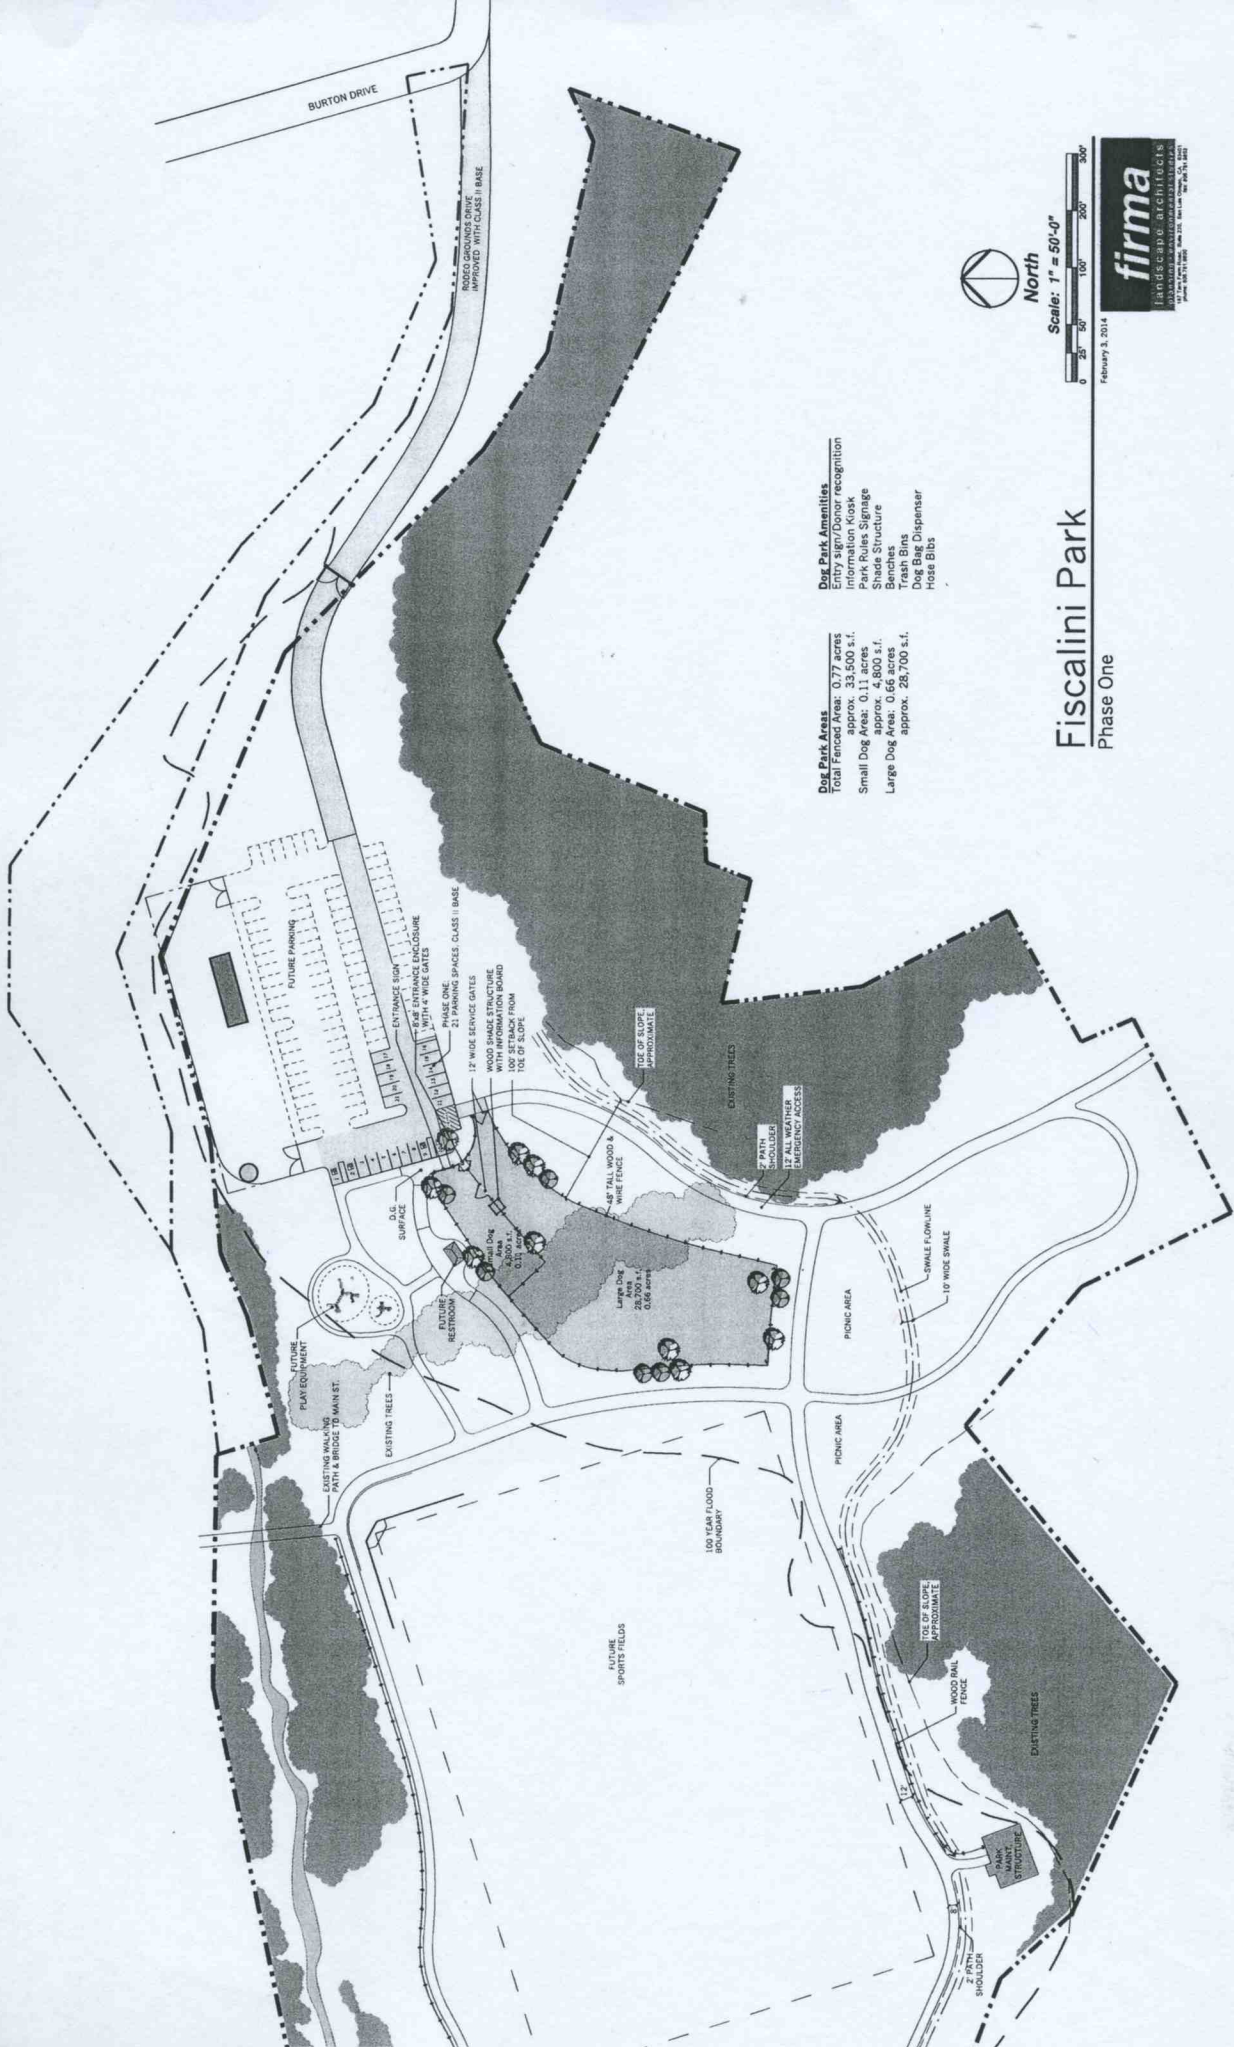 BURTON DRIVE
RODEO GROUNDS DRIVE
IMPROVED WITH CLASS II BASE
FUTURE PARKING
ENTRANCE SIGN
8'x8' ENTRANCE ENCLOSURE
WITH 4' WIDE GATES
PHASE ONE:
21 PARKING SPACES, CLASS II BASE
12' WIDE SERVICE GATES
WOOD SHADE STRUCTURE
WITH INFORMATION BOARD
100' SETBACK FROM
TOE OF SLOPE
TOE OF SLOPE,
APPROXIMATE
EXISTING TREES
2' PATH
SHOULDER
12' ALL WEATHER
EMERGENCY ACCESS
48" TALL WOOD &
WIRE FENCE
D.G.
SURFACE
Small Dog
Area
4,800 s.f.
0.11 acres
Large Dog
Area
28,700 s.f.
0.66 acres
FUTURE
RESTROOM
FUTURE
PLAY EQUIPMENT
EXISTING TREES
EXISTING WALKING
PATH & BRIDGE TO MAIN ST.
SWALE FLOWLINE
10' WIDE SWALE
PICNIC AREA
PICNIC AREA
100 YEAR FLOOD
BOUNDARY
FUTURE
SPORTS FIELDS
TOE OF SLOPE,
APPROXIMATE
WOOD RAIL
FENCE
EXISTING TREES
12'
PARK
MAINT.
STRUCTURE
8'
2' PATH
SHOULDER
Dog Park Areas
Total Fenced Area: 0.77 acres
approx. 33,500 s.f.
Small Dog Area: 0.11 acres
approx. 4,800 s.f.
Large Dog Area: 0.66 acres
approx. 28,700 s.f.
Dog Park Amenities
Entry sign/Donor recognition
Information Kiosk
Park Rules Signage
Shade Structure
Benches
Trash Bins
Dog Bag Dispenser
Hose Bibs
North
Scale: 1" = 50'-0"
0 25' 50' 100' 200' 300'
Fiscalini Park
Phase One
February 3, 2014
firma
landscape architects